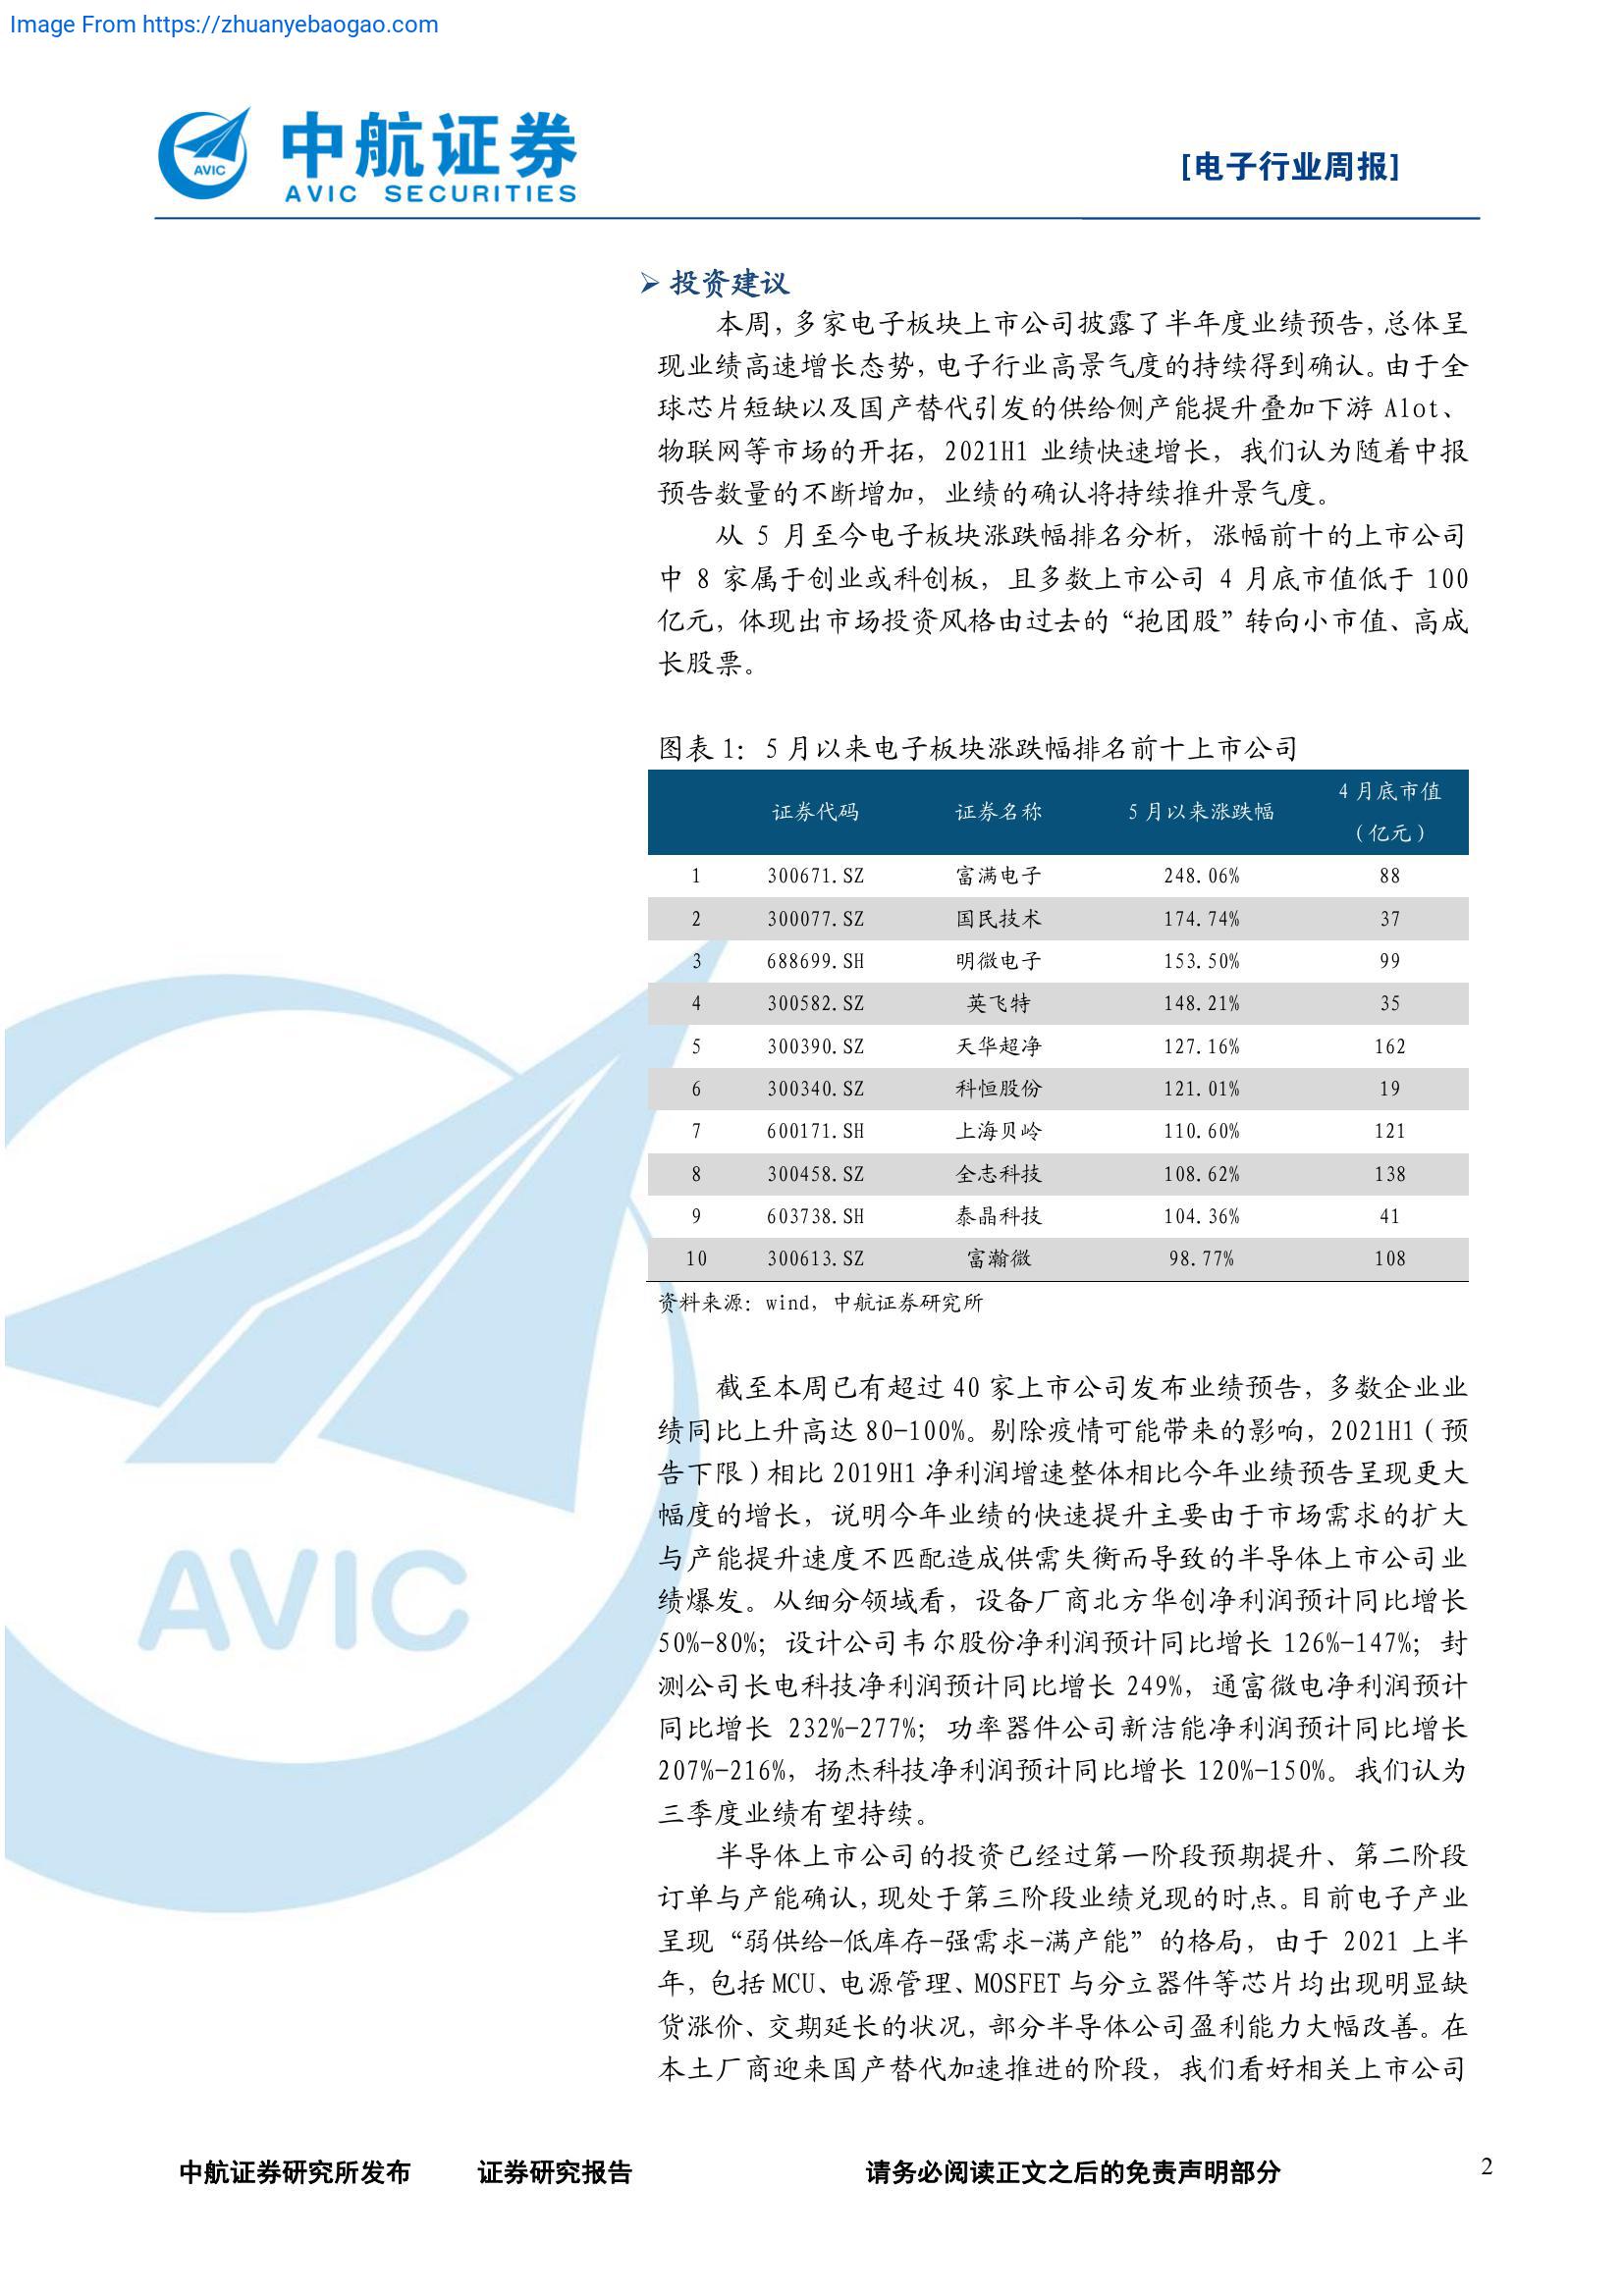 Image From https://zhuanyebaogao.com
AVIC
中航证券
AVIC SECURITIES
[电子行业周报]
投资建议
本周，多家电子板块上市公司披露了半年度业绩预告，总体呈
现业绩高速增长态势，电子行业高景气度的持续得到确认。由于全
球芯片短缺以及国产替代引发的供给侧产能提升叠加下游 Alot、
物联网等市场的开拓，2021H1 业绩快速增长，我们认为随着中报
预告数量的不断增加，业绩的确认将持续推升景气度。
从 5 月至今电子板块涨跌幅排名分析，涨幅前十的上市公司
中 8 家属于创业或科创板，且多数上市公司 4 月底市值低于 100
亿元，体现出市场投资风格由过去的“抱团股”转向小市值、高成
长股票。
图表 1：5 月以来电子板块涨跌幅排名前十上市公司
证券代码 证券名称 5 月以来涨跌幅 4 月底市值
（亿元）
1 300671.SZ 富满电子 248.06% 88
2 300077.SZ 国民技术 174.74% 37
3 688699.SH 明微电子 153.50% 99
4 300582.SZ 英飞特 148.21% 35
5 300390.SZ 天华超净 127.16% 162
6 300340.SZ 科恒股份 121.01% 19
7 600171.SH 上海贝岭 110.60% 121
8 300458.SZ 全志科技 108.62% 138
9 603738.SH 泰晶科技 104.36% 41
10 300613.SZ 富瀚微 98.77% 108
资料来源：wind，中航证券研究所
截至本周已有超过 40 家上市公司发布业绩预告，多数企业业
绩同比上升高达 80-100%。剔除疫情可能带来的影响，2021H1（预
告下限）相比 2019H1 净利润增速整体相比今年业绩预告呈现更大
幅度的增长，说明今年业绩的快速提升主要由于市场需求的扩大
与产能提升速度不匹配造成供需失衡而导致的半导体上市公司业
绩爆发。从细分领域看，设备厂商北方华创净利润预计同比增长
50%-80%；设计公司韦尔股份净利润预计同比增长 126%-147%；封
测公司长电科技净利润预计同比增长 249%，通富微电净利润预计
同比增长 232%-277%；功率器件公司新洁能净利润预计同比增长
207%-216%，扬杰科技净利润预计同比增长 120%-150%。我们认为
三季度业绩有望持续。
半导体上市公司的投资已经过第一阶段预期提升、第二阶段
订单与产能确认，现处于第三阶段业绩兑现的时点。目前电子产业
呈现“弱供给-低库存-强需求-满产能”的格局，由于 2021 上半
年，包括 MCU、电源管理、MOSFET 与分立器件等芯片均出现明显缺
货涨价、交期延长的状况，部分半导体公司盈利能力大幅改善。在
本土厂商迎来国产替代加速推进的阶段，我们看好相关上市公司
AVIC
中航证券研究所发布 证券研究报告 请务必阅读正文之后的免责声明部分 2